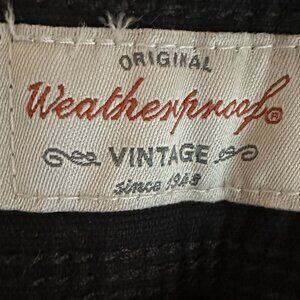 ORIGINAL
Weatherproof®
VINTAGE
since 1948